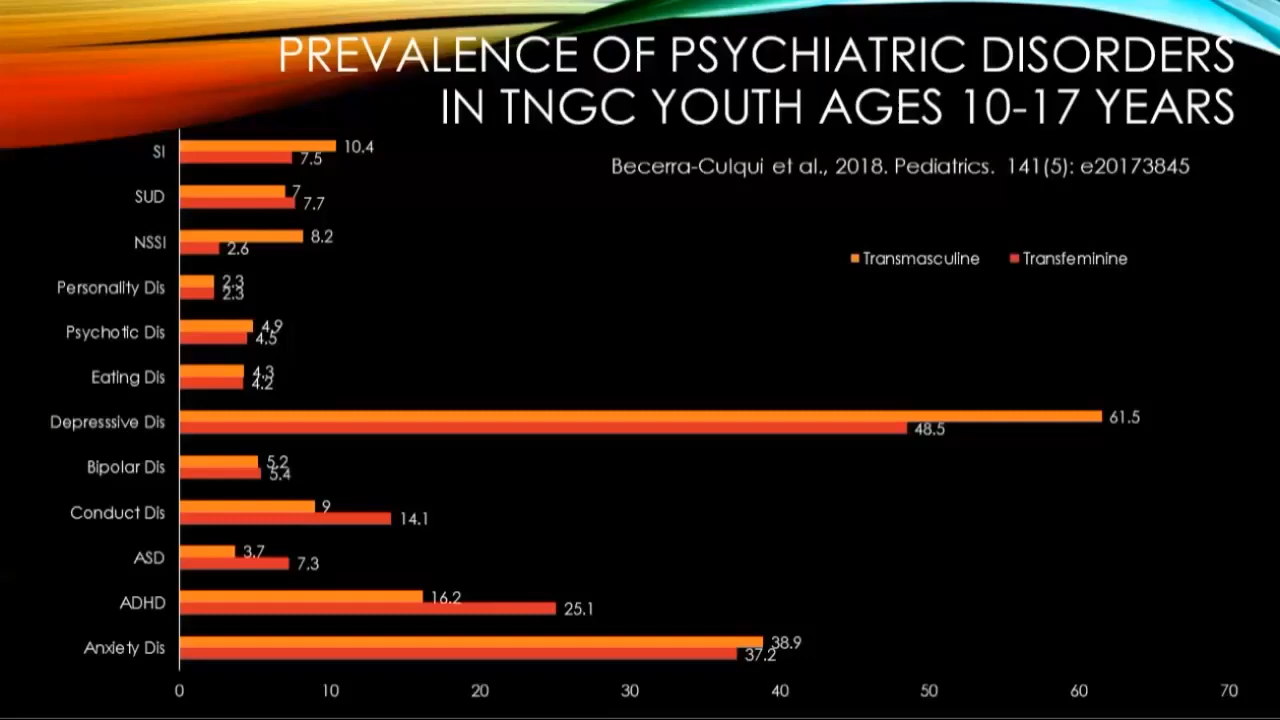 PREVALENCE OF PSYCHIATRIC DISORDERS
IN TNGC YOUTH AGES 10-17 YEARS
Becerra-Culqui et al., 2018. Pediatrics. 141(5): e20173845
Transmasculine Transfeminine
SI 10.4
7.5
SUD 7
7.7
NSSI 8.2
2.6
Personality Dis 2.3
2.3
Psychotic Dis 4.9
4.5
Eating Dis 4.3
4.2
Depresssive Dis 61.5
48.5
Bipolar Dis 5.2
5.4
Conduct Dis 9
14.1
ASD 3.7
7.3
ADHD 16.2
25.1
Anxiety Dis 38.9
37.2
0 10 20 30 40 50 60 70